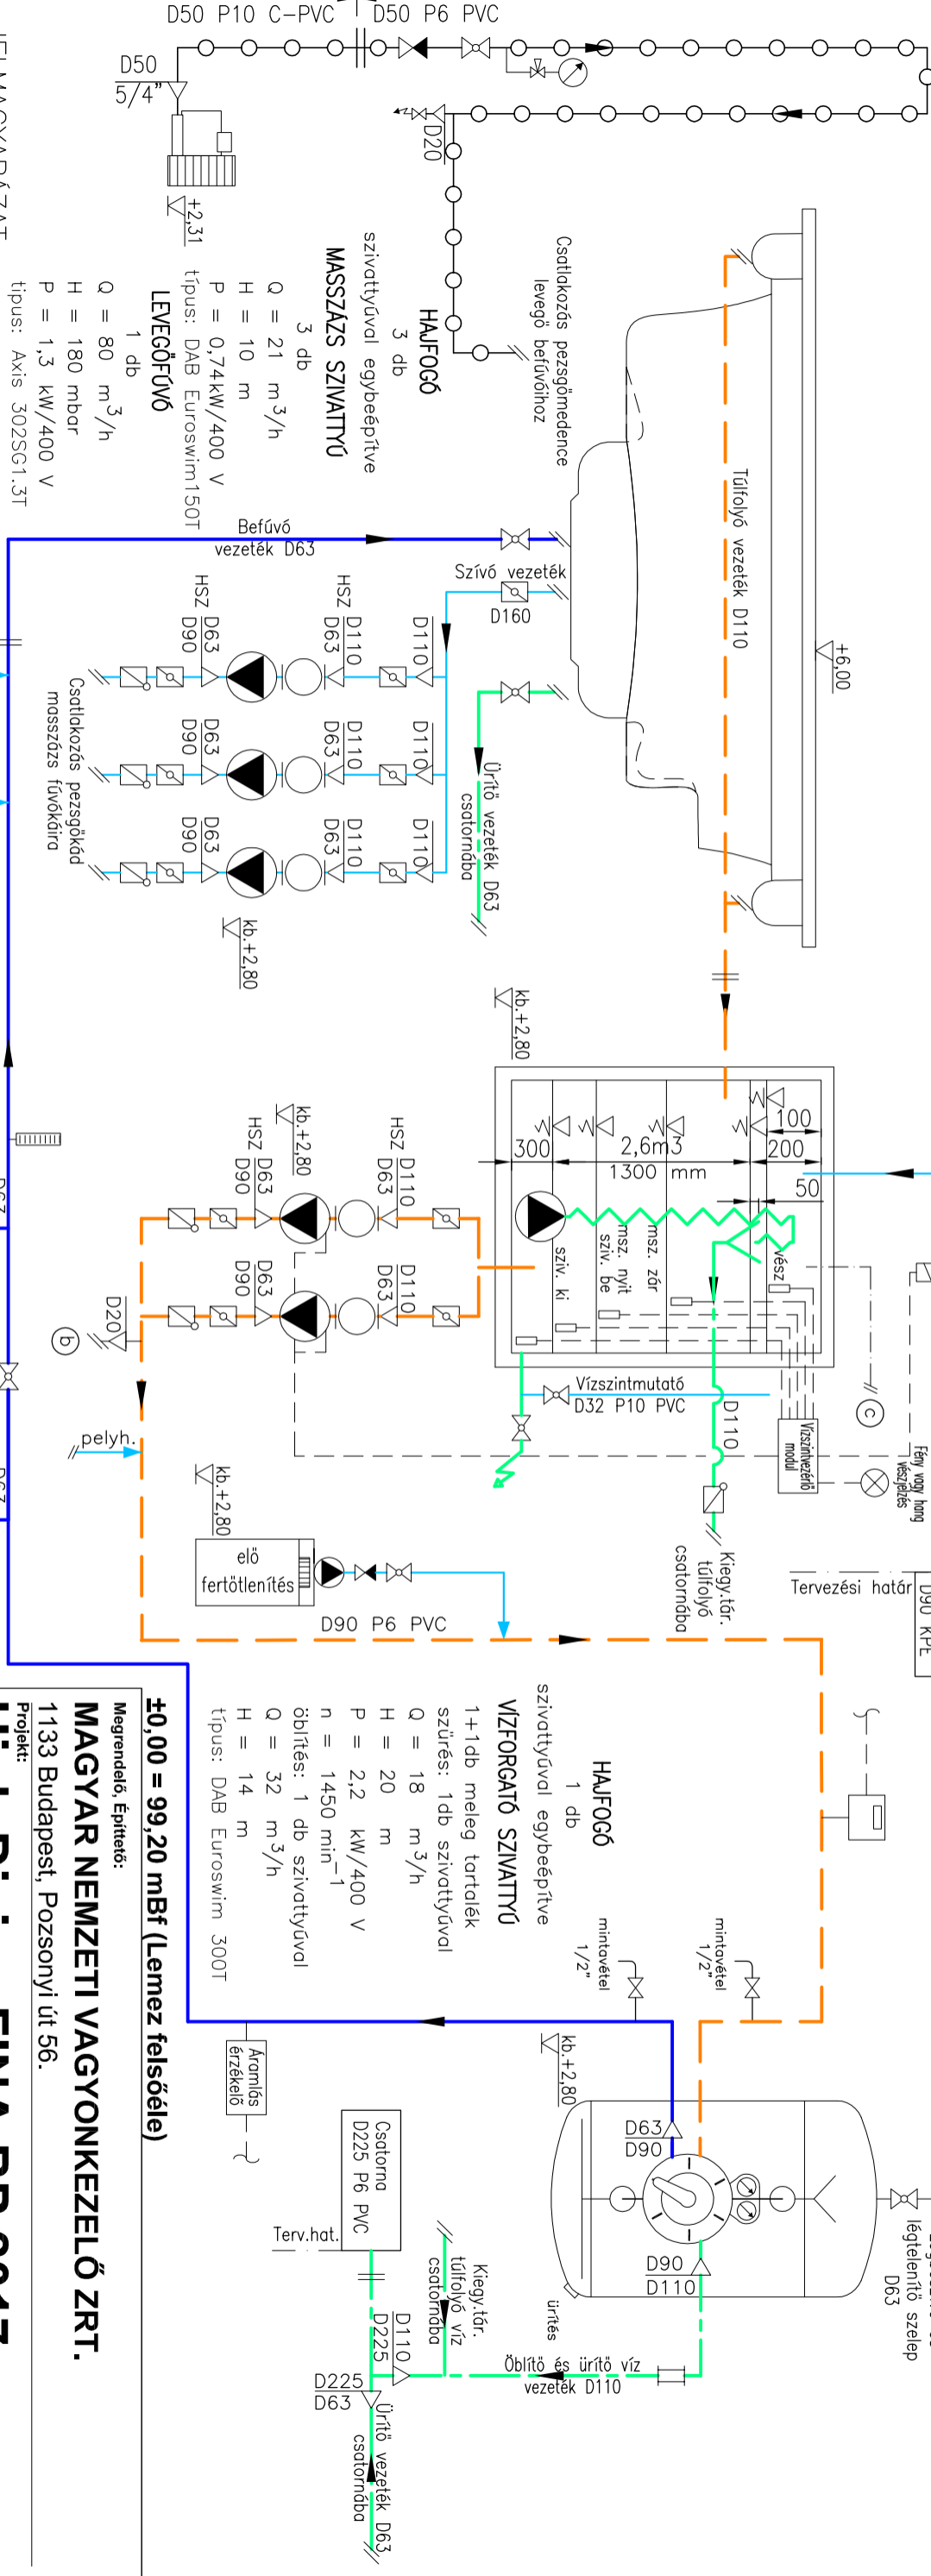 D50 P10 C-PVC
D50 P6 PVC
D50
5/4"
+2,31
D20
Csatlakozás pezsgőmedence
levegő befúvóihoz
HAJFOGÓ
3 db
szivattyúval egybeépítve
MASSZÁZS SZIVATTYÚ
3 db
Q = 21 m³/h
H = 10 m
P = 0,74kW/400 V
típus: DAB Euroswim150T
LEVEGŐFÚVÓ
1 db
Q = 80 m³/h
H = 180 mbar
P = 1,3 kW/400 V
típus: Axis 302SG1.3T
Túlfolyó vezeték D110
+6,00
Befúvó
vezeték D63
Szívó vezeték
D160
HSZ
D63
D90
HSZ
D110
D63
D110
D63
D90
D110
D63
D110
D63
D90
D110
D63
D110
Csatlakozás pezsgőkád
masszázs fúvókáira
Ürítő vezeték D63
csatornába
kb.+2,80
kb.+2,80
kb.+2,80
100
200
300
2,6m3
1300 mm
50
vész
msz. zár
msz. nyit
sziv. be
sziv. ki
HSZ
D63
D90
HSZ
D110
D63
D63
D90
D110
D63
D20
b
c
pelyh.
Vízszintmutató
D32 P10 PVC
D110
Vízszintvezérlő
modul
Fény vagy hang
vészjelzés
Kiegy.tár.
túlfolyó
csatornába
kb.+2,80
elő
fertőtlenítés
D90 P6 PVC
Tervezési határ
D90 KPE
HAJFOGÓ
1 db
szivattyúval egybeépítve
VÍZFORGATÓ SZIVATTYÚ
1+1db meleg tartalék
szűrés: 1db szivattyúval
Q = 18 m³/h
H = 20 m
P = 2,2 kW/400 V
n = 1450 min⁻¹
öblítés: 1 db szivattyúval
Q = 32 m³/h
H = 14 m
típus: DAB Euroswim 300T
±0,00 = 99,20 mBf (Lemez felsőéle)
Megrendelő, Építtető:
MAGYAR NEMZETI VAGYONKEZELŐ ZRT.
1133 Budapest, Pozsonyi út 56.
Projekt:
mintavétel
1/2"
mintavétel
1/2"
kb.+2,80
Áramlás
érzékelő
D63
D90
D90
D110
légtelenítő szelep
D63
ürítés
Csatorna
D225 P6 PVC
Terv.hat.
Kiegy.tár.
túlfolyó víz
csatornába
D110
D225
D225
D63
Öblítő és ürítő víz
vezeték D110
Ürítő vezeték D63
csatornába